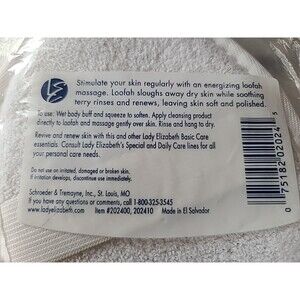 LS
Stimulate your skin regularly with an energizing loofah
massage. Loofah sloughs away dry skin while soothing
terry rinses and renews, leaving skin soft and polished.
To use: Wet body buff and squeeze to soften. Apply cleansing product
directly to loofah and massage gently over skin. Rinse and hang to dry.
Revive and renew skin with this and other Lady Elizabeth Basic Care
essentials. Consult Lady Elizabeth's Special and Daily Care lines for all
your personal care needs.
Do not use on irritated, damaged or broken skin.
If irritation develops, discontinue use immediately.
Schroeder & Tremayne, Inc., St. Louis, MO
If you have any questions or comments, call 1-800-325-3545
www.ladyelizabeth.com Item #202400, 202410 Made in El Salvador
0 75182 02024 5